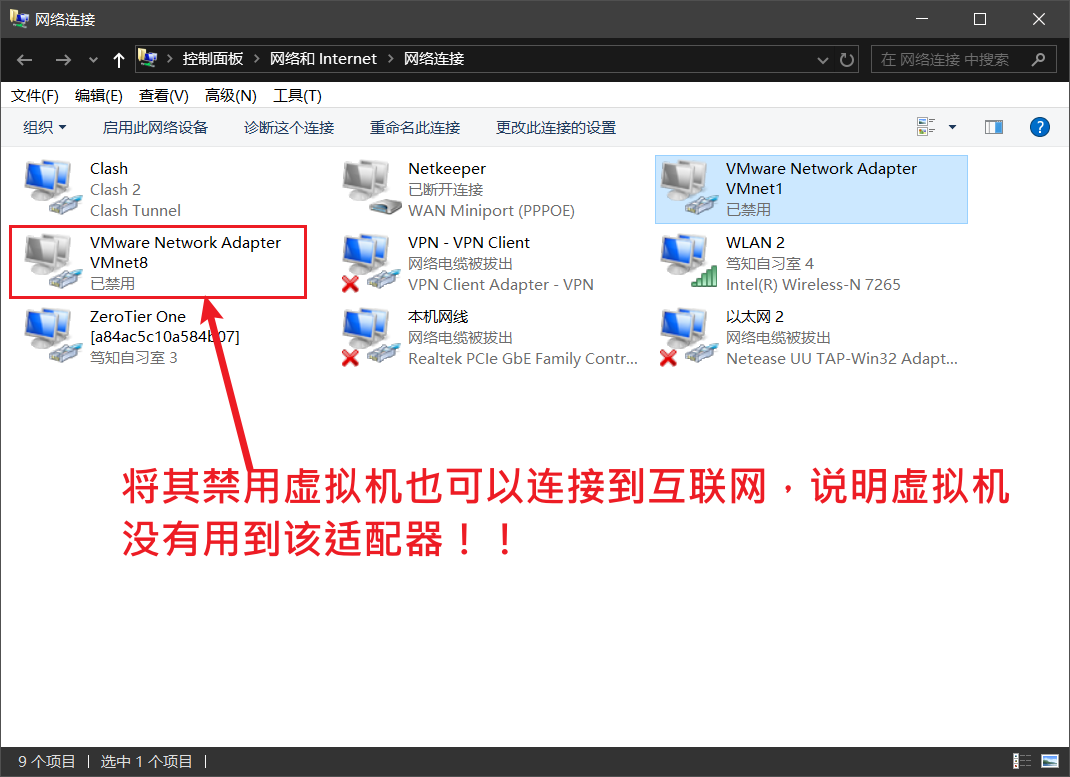 网络连接
控制面板 > 网络和 Internet > 网络连接
在 网络连接 中搜索
文件(F) 编辑(E) 查看(V) 高级(N) 工具(T)
组织 启用此网络设备 诊断这个连接 重命名此连接 更改此连接的设置
Clash
Clash 2
Clash Tunnel
Netkeeper
已断开连接
WAN Miniport (PPPOE)
VMware Network Adapter
VMnet1
已禁用
VMware Network Adapter
VMnet8
已禁用
VPN - VPN Client
网络电缆被拔出
VPN Client Adapter - VPN
WLAN 2
笃知自习室 4
Intel(R) Wireless-N 7265
ZeroTier One
[a84ac5c10a584b07]
笃知自习室 3
本机网线
网络电缆被拔出
Realtek PCIe GbE Family Contr...
以太网 2
网络电缆被拔出
Netease UU TAP-Win32 Adapt...
将其禁用虚拟机也可以连接到互联网，说明虚拟机
没有用到该适配器！！
9 个项目 | 选中 1 个项目 |